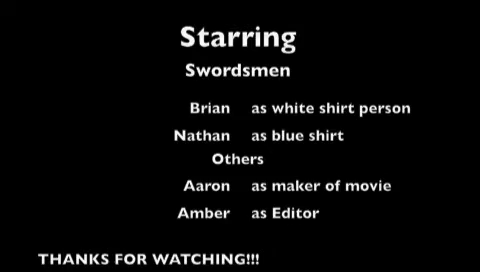 Starring
Swordsmen
Brian as white shirt person
Nathan as blue shirt
Others
Aaron as maker of movie
Amber as Editor
THANKS FOR WATCHING!!!